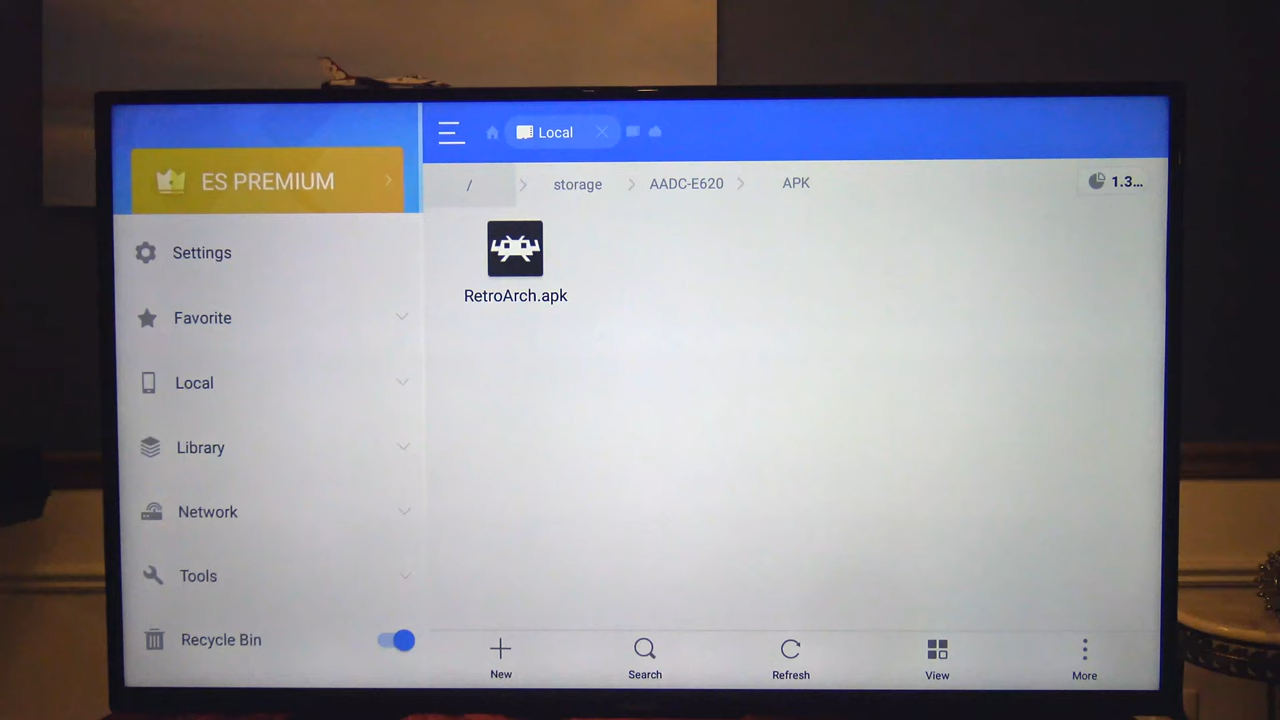 ES PREMIUM
Local
/ storage AADC-E620 APK 1.3...
RetroArch.apk
Settings
Favorite
Local
Library
Network
Tools
Recycle Bin
New Search Refresh View More